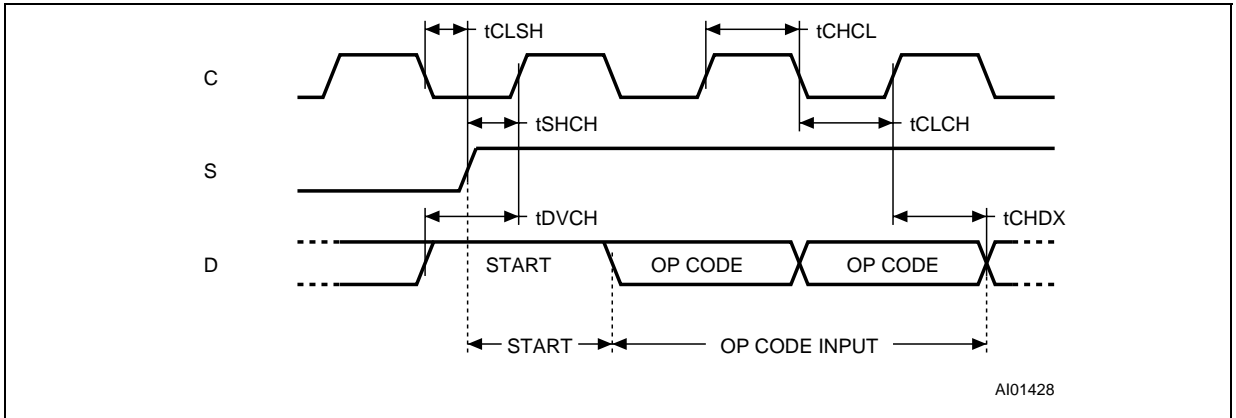 tCLSH
tCHCL
C
tSHCH
tCLCH
S
tDVCH
tCHDX
D
START
OP CODE
OP CODE
START
OP CODE INPUT
AI01428